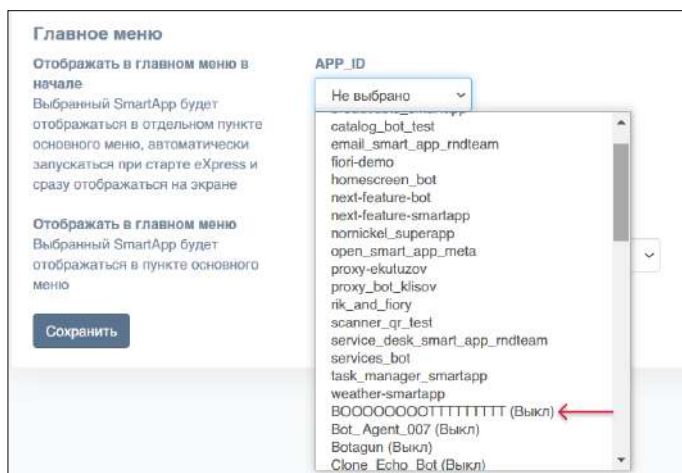 Главное меню
Отображать в главном меню в
начале
Выбранный SmartApp будет
отображаться в отдельном пункте
основного меню, автоматически
запускаться при старте eXpress и
сразу отображаться на экране
Отображать в главном меню
Выбранный SmartApp будет
отображаться в пункте основного
меню
Сохранить
APP_ID
Не выбрано
catalog_bot_test
email_smart_app_rndteam
fiori-demo
homescreen_bot
next-feature-bot
next-feature-smartapp
nornickel_superapp
open_smart_app_meta
proxy-ekutuzov
proxy_bot_klisov
rik_and_fiory
scanner_qr_test
service_desk_smart_app_rndteam
services_bot
task_manager_smartapp
weather-smartapp
BOOOOOOOOTTTTTTTTT (Выкл)
Bot_Agent_007 (Выкл)
Botagun (Выкл)
Clone_Echo_Bot (Выкл)